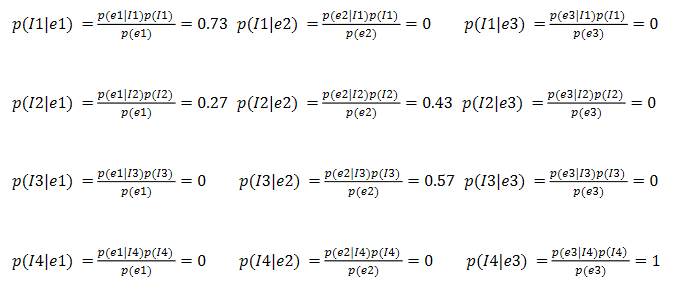 p(I1|e1) = p(e1|I1)p(I1)/p(e1) = 0.73 p(I1|e2) = p(e2|I1)p(I1)/p(e2) = 0 p(I1|e3) = p(e3|I1)p(I1)/p(e3) = 0
p(I2|e1) = p(e1|I2)p(I2)/p(e1) = 0.27 p(I2|e2) = p(e2|I2)p(I2)/p(e2) = 0.43 p(I2|e3) = p(e3|I2)p(I2)/p(e3) = 0
p(I3|e1) = p(e1|I3)p(I3)/p(e1) = 0 p(I3|e2) = p(e2|I3)p(I3)/p(e2) = 0.57 p(I3|e3) = p(e3|I3)p(I3)/p(e3) = 0
p(I4|e1) = p(e1|I4)p(I4)/p(e1) = 0 p(I4|e2) = p(e2|I4)p(I4)/p(e2) = 0 p(I4|e3) = p(e3|I4)p(I4)/p(e3) = 1